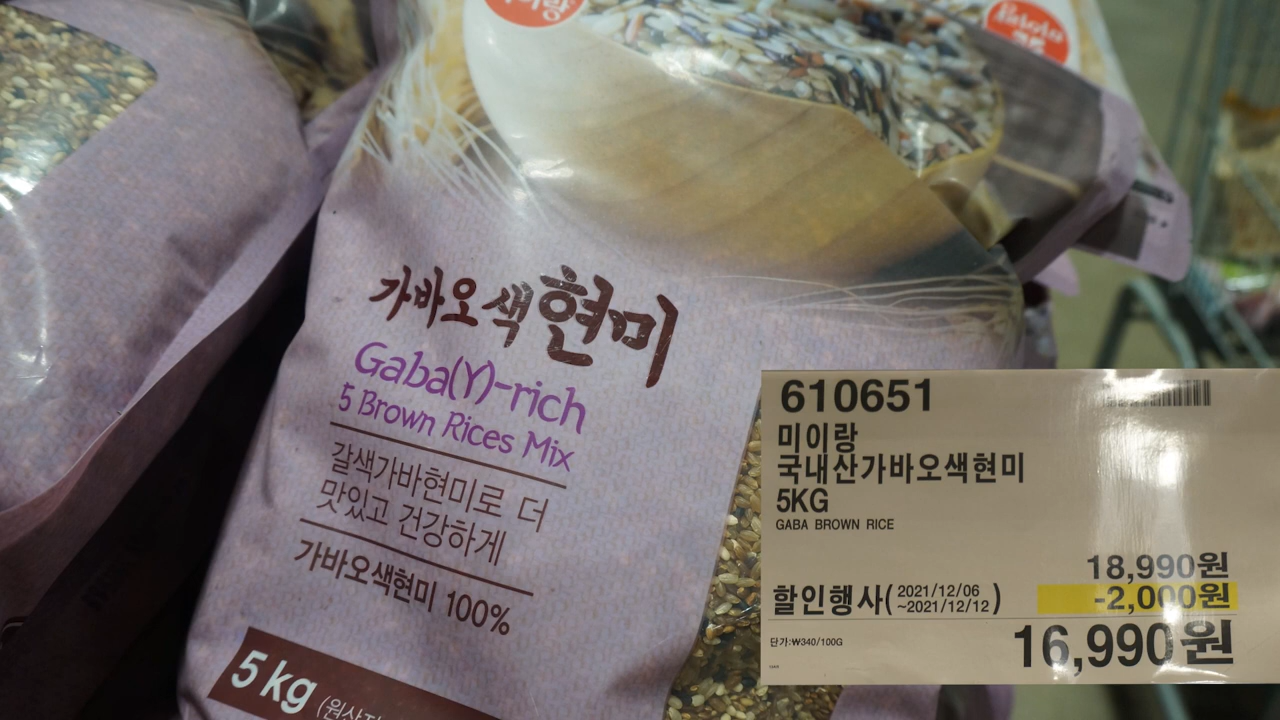 가바오색현미
Gaba(Y)-rich
5 Brown Rices Mix
갈색가바현미로 더
맛있고 건강하게
가바오색현미 100%
5 kg
610651
미이랑
국내산가바오색현미
5KG
GABA BROWN RICE
18,990원
할인행사( 2021/12/06 ~2021/12/12 ) -2,000원
단가:₩340/100G
16,990원